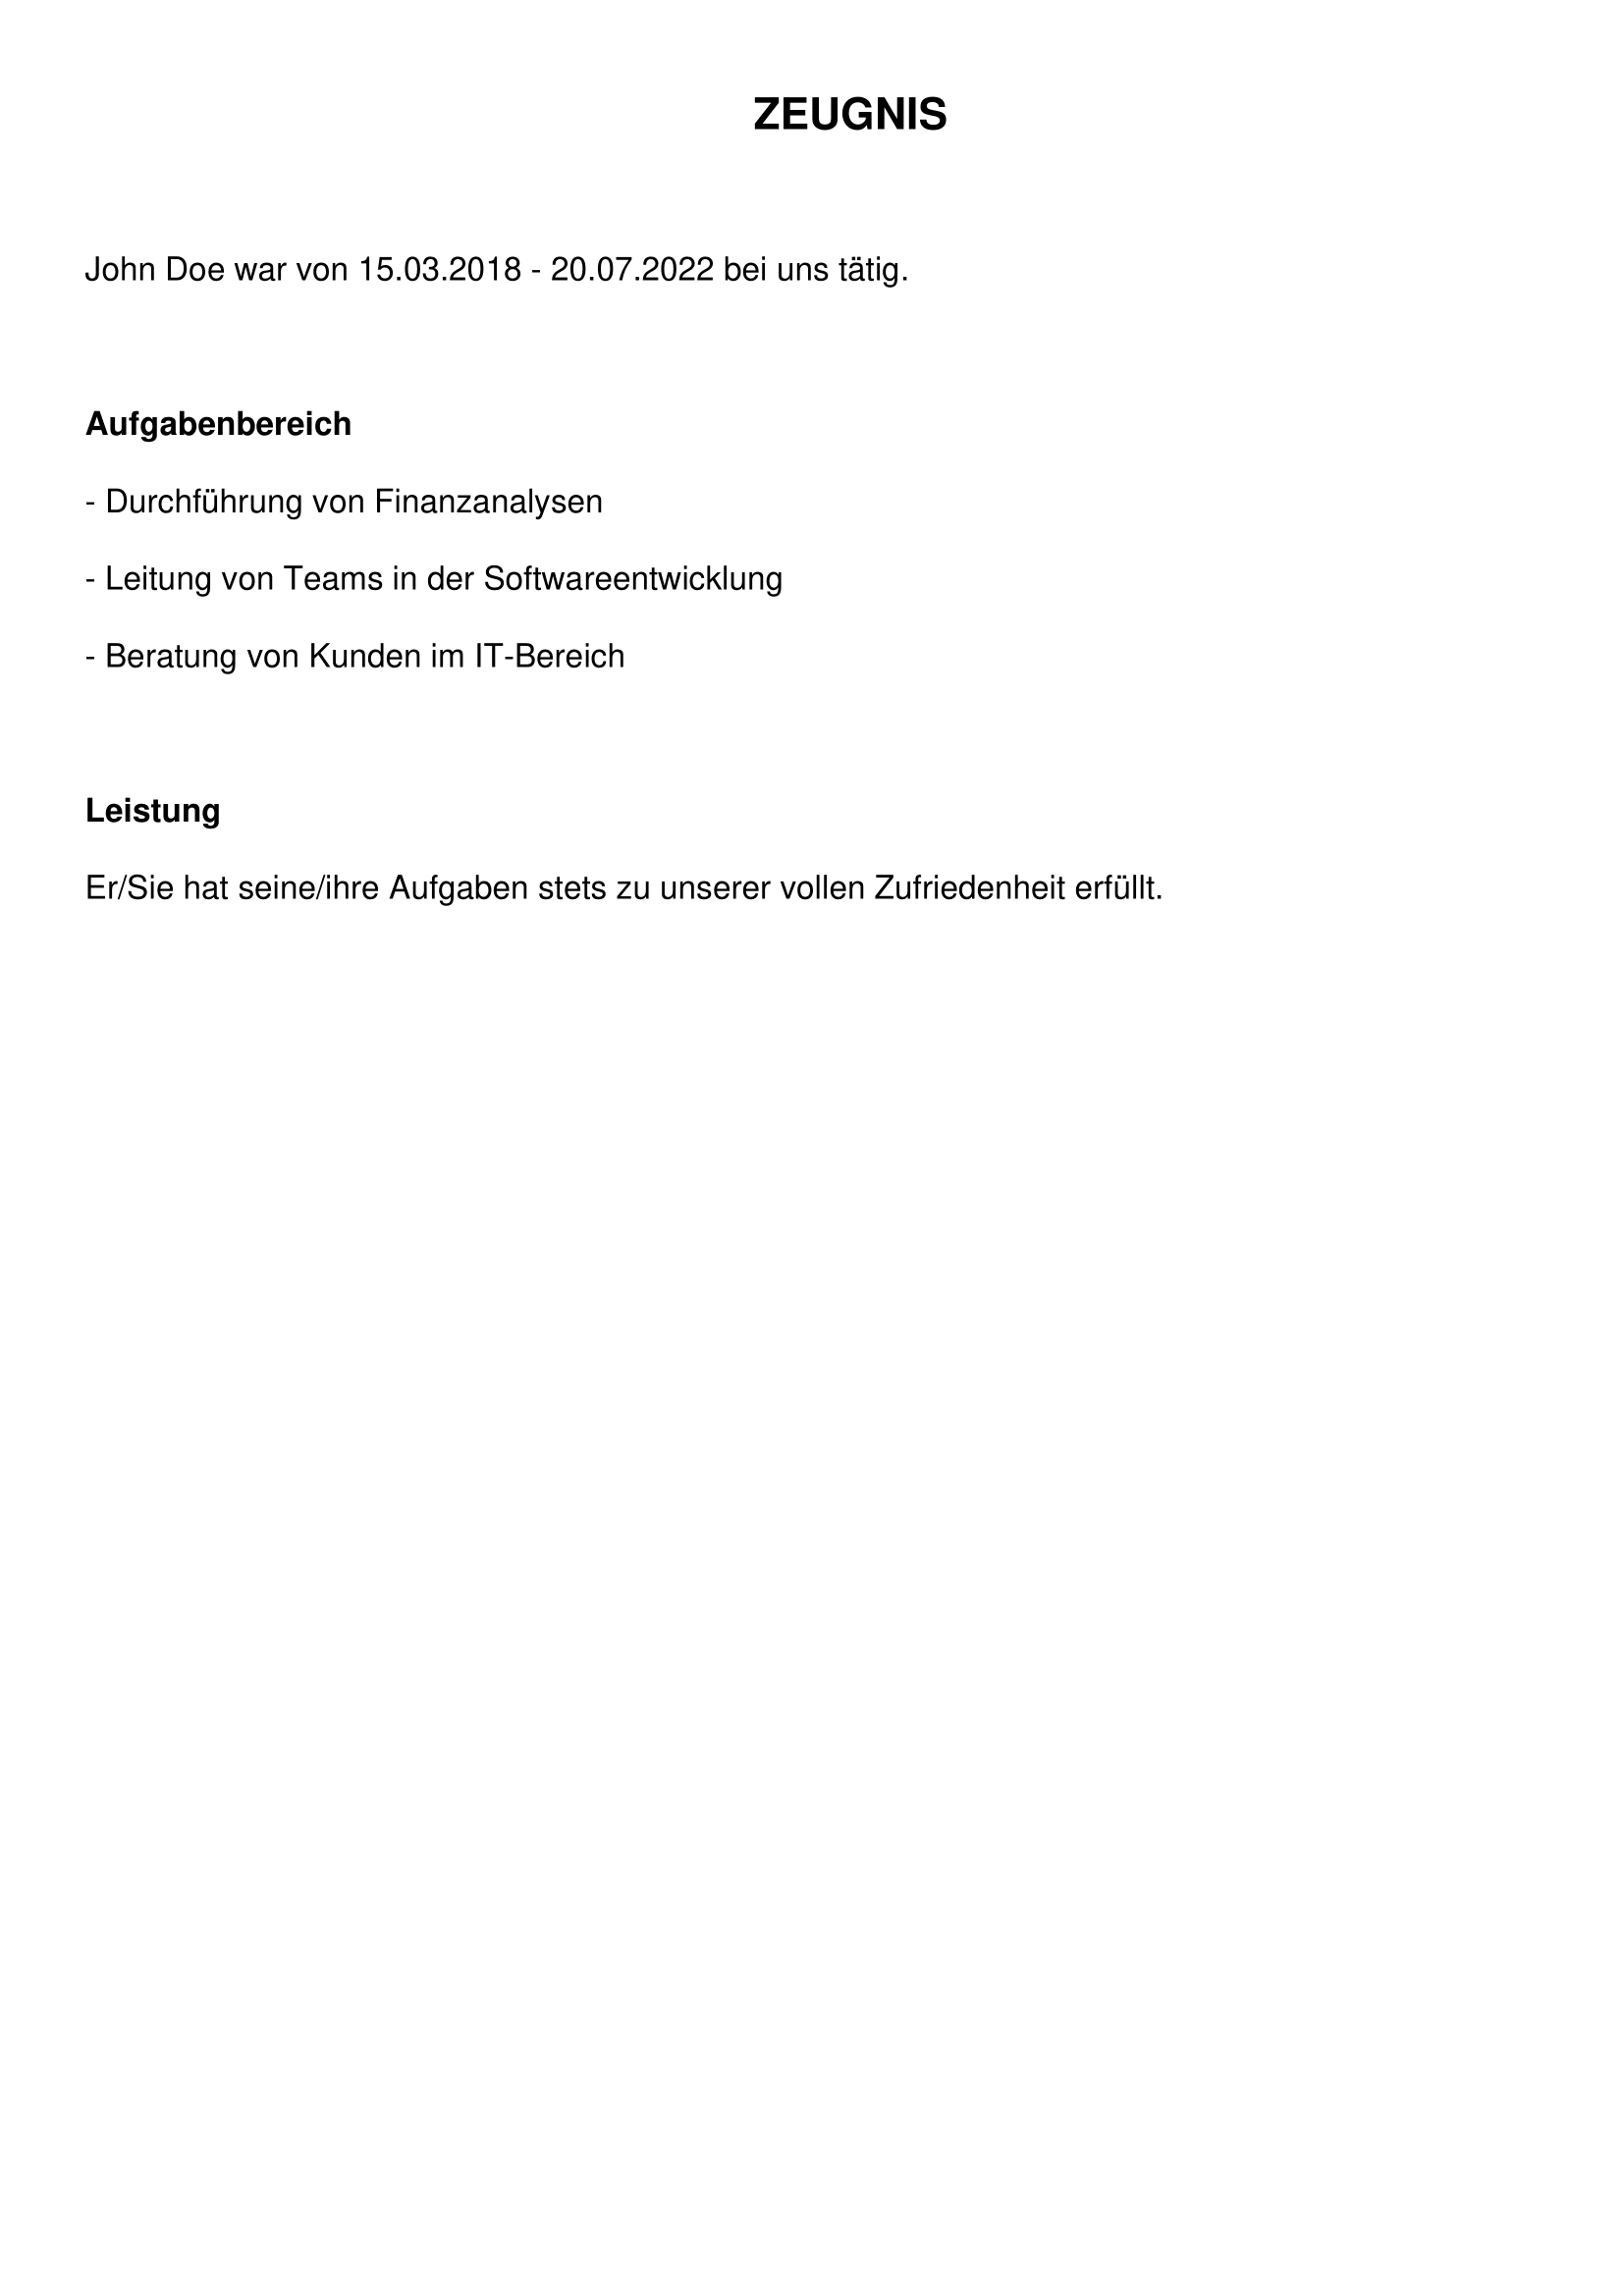 ZEUGNIS
John Doe war von 15.03.2018 - 20.07.2022 bei uns tätig.
Aufgabenbereich
- Durchführung von Finanzanalysen
- Leitung von Teams in der Softwareentwicklung
- Beratung von Kunden im IT-Bereich
Leistung
Er/Sie hat seine/ihre Aufgaben stets zu unserer vollen Zufriedenheit erfüllt.